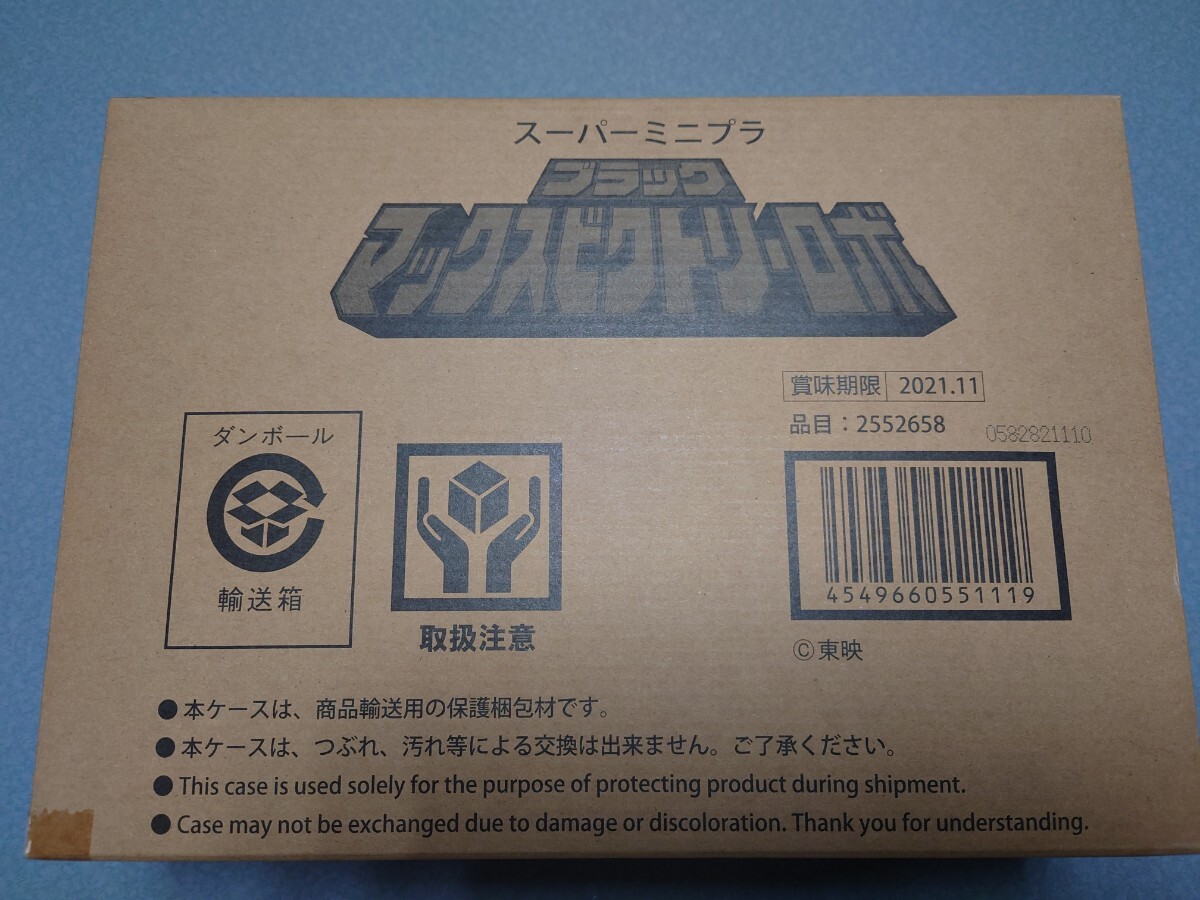 スーパーミニプラ
ブラック
マックスビクトリーロボ
賞味期限 2021.11
品目：2552658
0582821110
ダンボール
輸送箱
取扱注意
4549660551119
©東映
●本ケースは、商品輸送用の保護梱包材です。
●本ケースは、つぶれ、汚れ等による交換は出来ません。ご了承ください。
●This case is used solely for the purpose of protecting product during shipment.
●Case may not be exchanged due to damage or discoloration. Thank you for understanding.